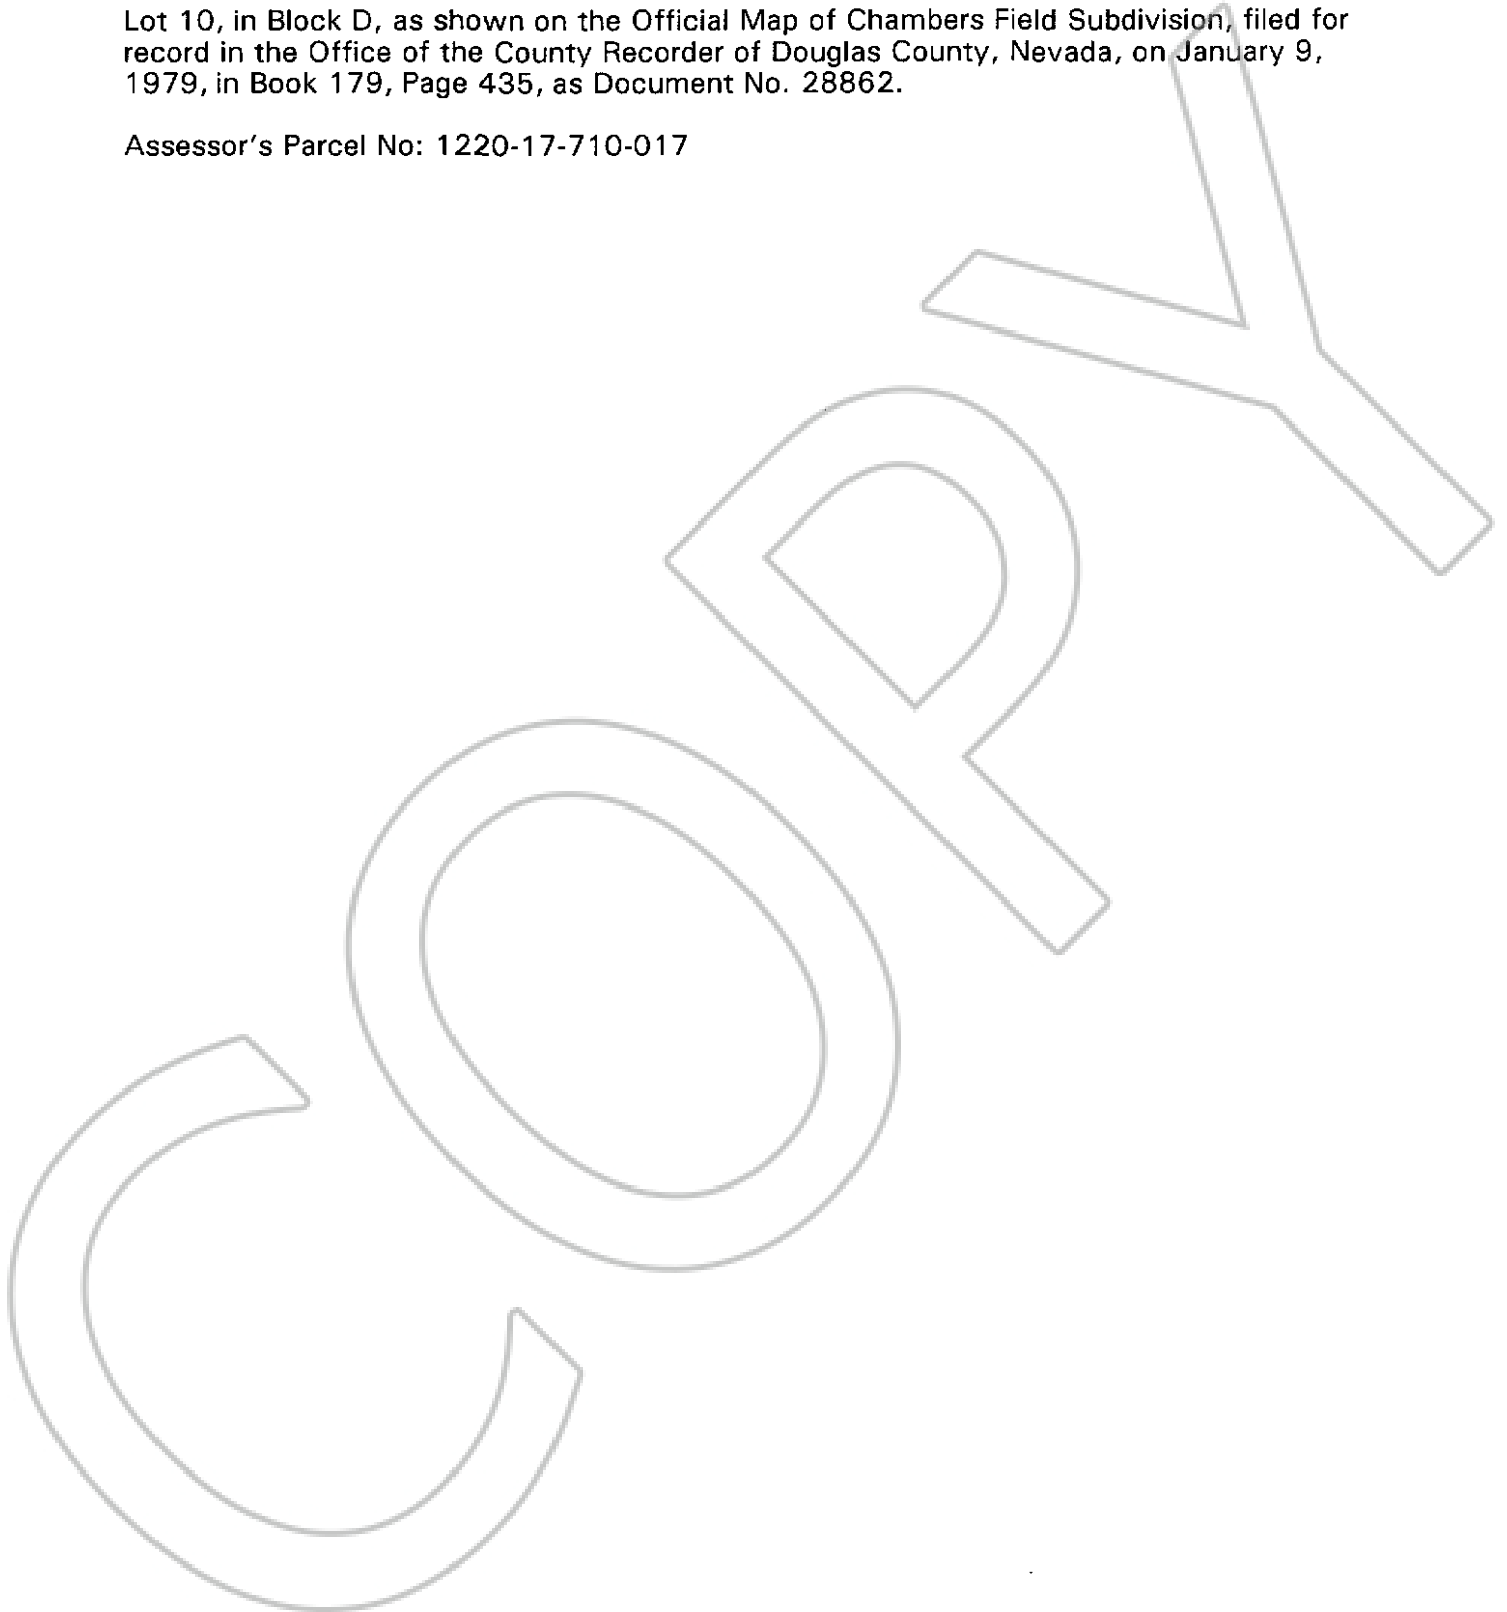 Lot 10, in Block D, as shown on the Official Map of Chambers Field Subdivision, filed for
record in the Office of the County Recorder of Douglas County, Nevada, on January 9,
1979, in Book 179, Page 435, as Document No. 28862.
Assessor's Parcel No: 1220-17-710-017
COPY